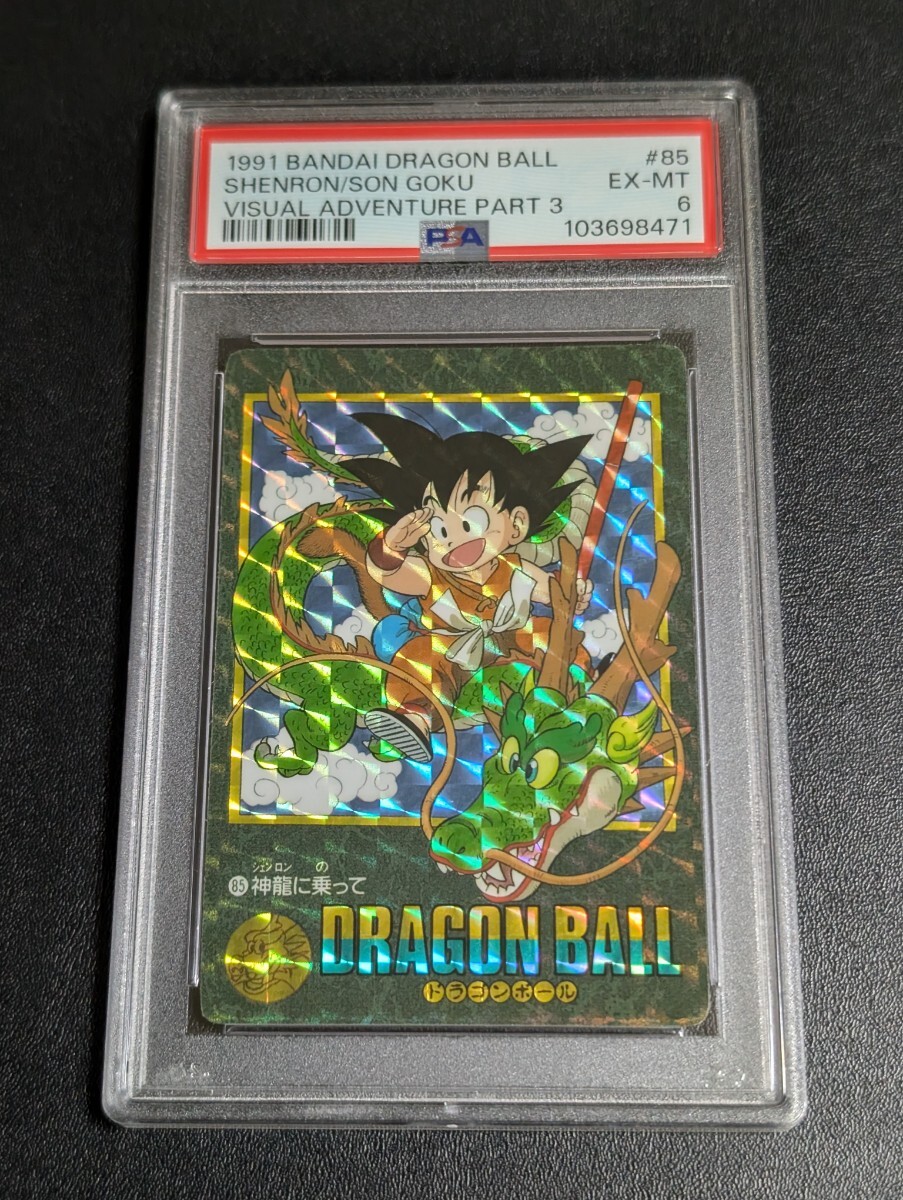 1991 BANDAI DRAGON BALL #85
SHENRON/SON GOKU EX-MT
VISUAL ADVENTURE PART 3 6
PSA 103698471
シェンロン の
85 神龍に乗って
DRAGON BALL
ドラゴンボール